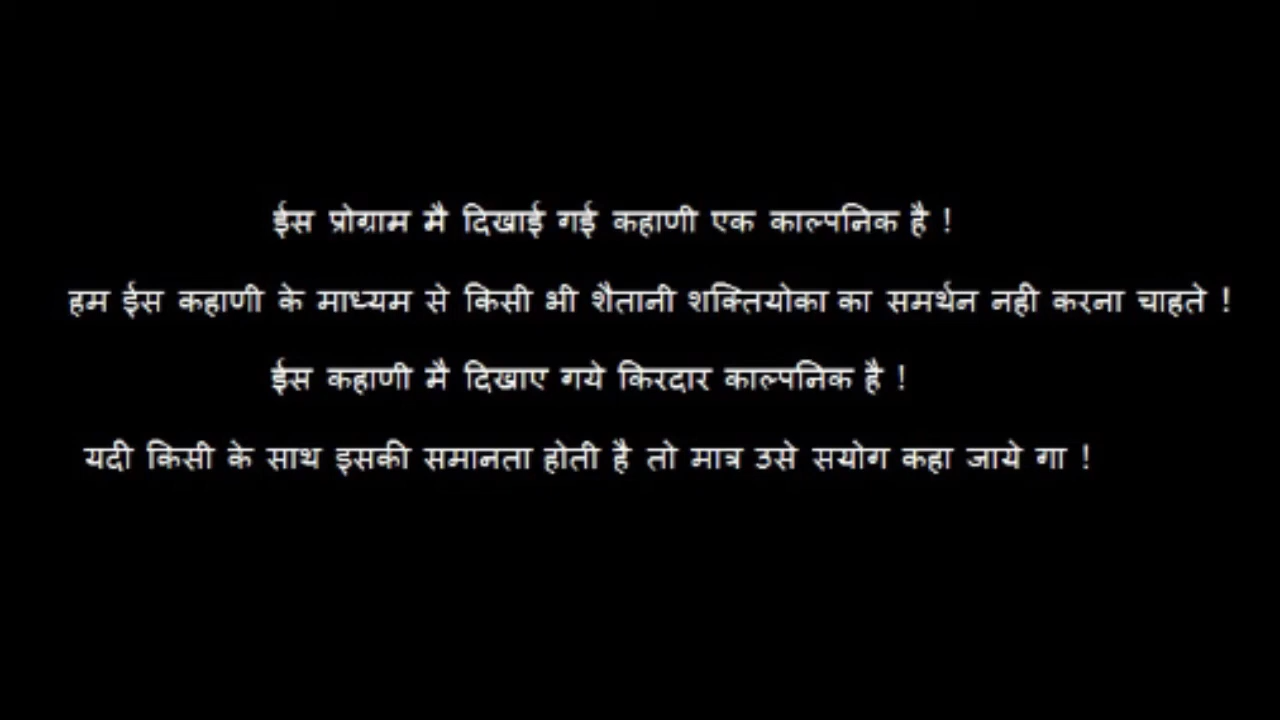 ईस प्रोग्राम मै दिखाई गई कहाणी एक काल्पनिक है !
हम ईस कहाणी के माध्यम से किसी भी शैतानी शक्तियोका का समर्थन नही करना चाहते !
ईस कहाणी मै दिखाए गये किरदार काल्पनिक है !
यदी किसी के साथ इसकी समानता होती है तो मात्र उसे सयोग कहा जाये गा !